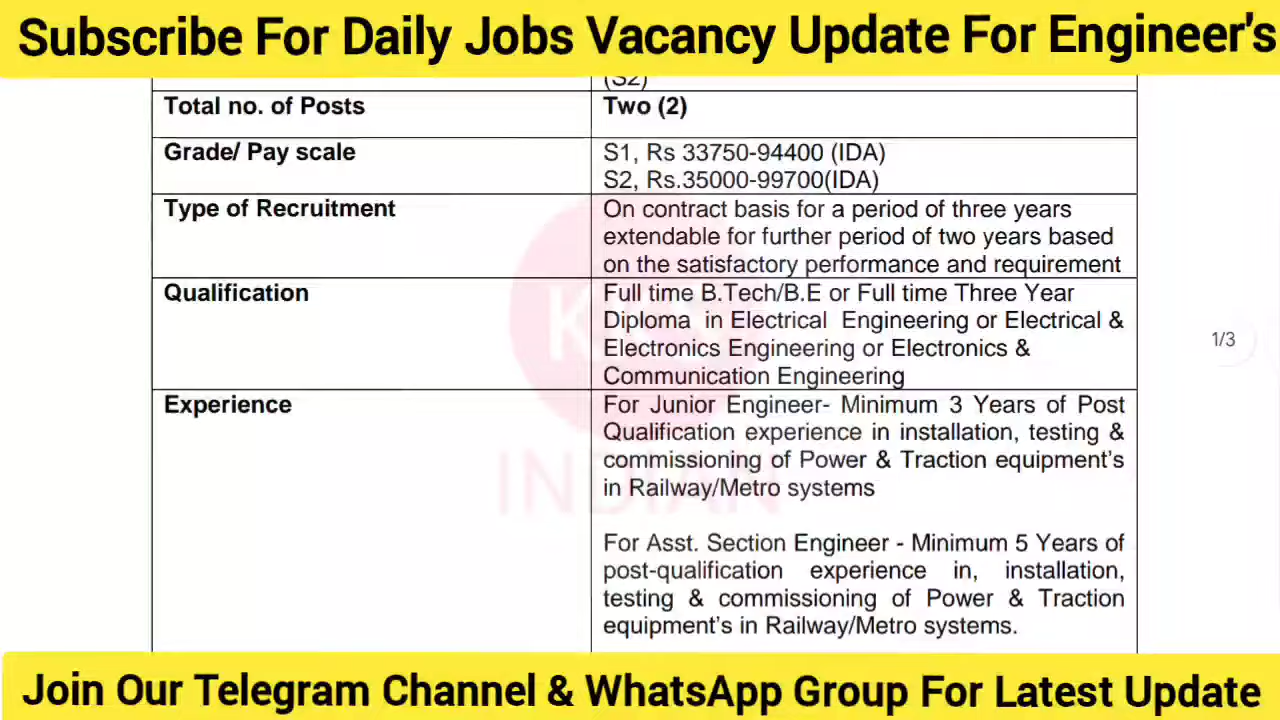 Subscribe For Daily Jobs Vacancy Update For Engineer's
(S2)
Total no. of Posts
Two (2)
Grade/ Pay scale
S1, Rs 33750-94400 (IDA)
S2, Rs.35000-99700(IDA)
Type of Recruitment
On contract basis for a period of three years
extendable for further period of two years based
on the satisfactory performance and requirement
Qualification
Full time B.Tech/B.E or Full time Three Year
Diploma in Electrical Engineering or Electrical &
Electronics Engineering or Electronics &
Communication Engineering
Experience
For Junior Engineer- Minimum 3 Years of Post
Qualification experience in installation, testing &
commissioning of Power & Traction equipment's
in Railway/Metro systems
For Asst. Section Engineer - Minimum 5 Years of
post-qualification experience in, installation,
testing & commissioning of Power & Traction
equipment's in Railway/Metro systems.
1/3
INDIAN
Join Our Telegram Channel & WhatsApp Group For Latest Update